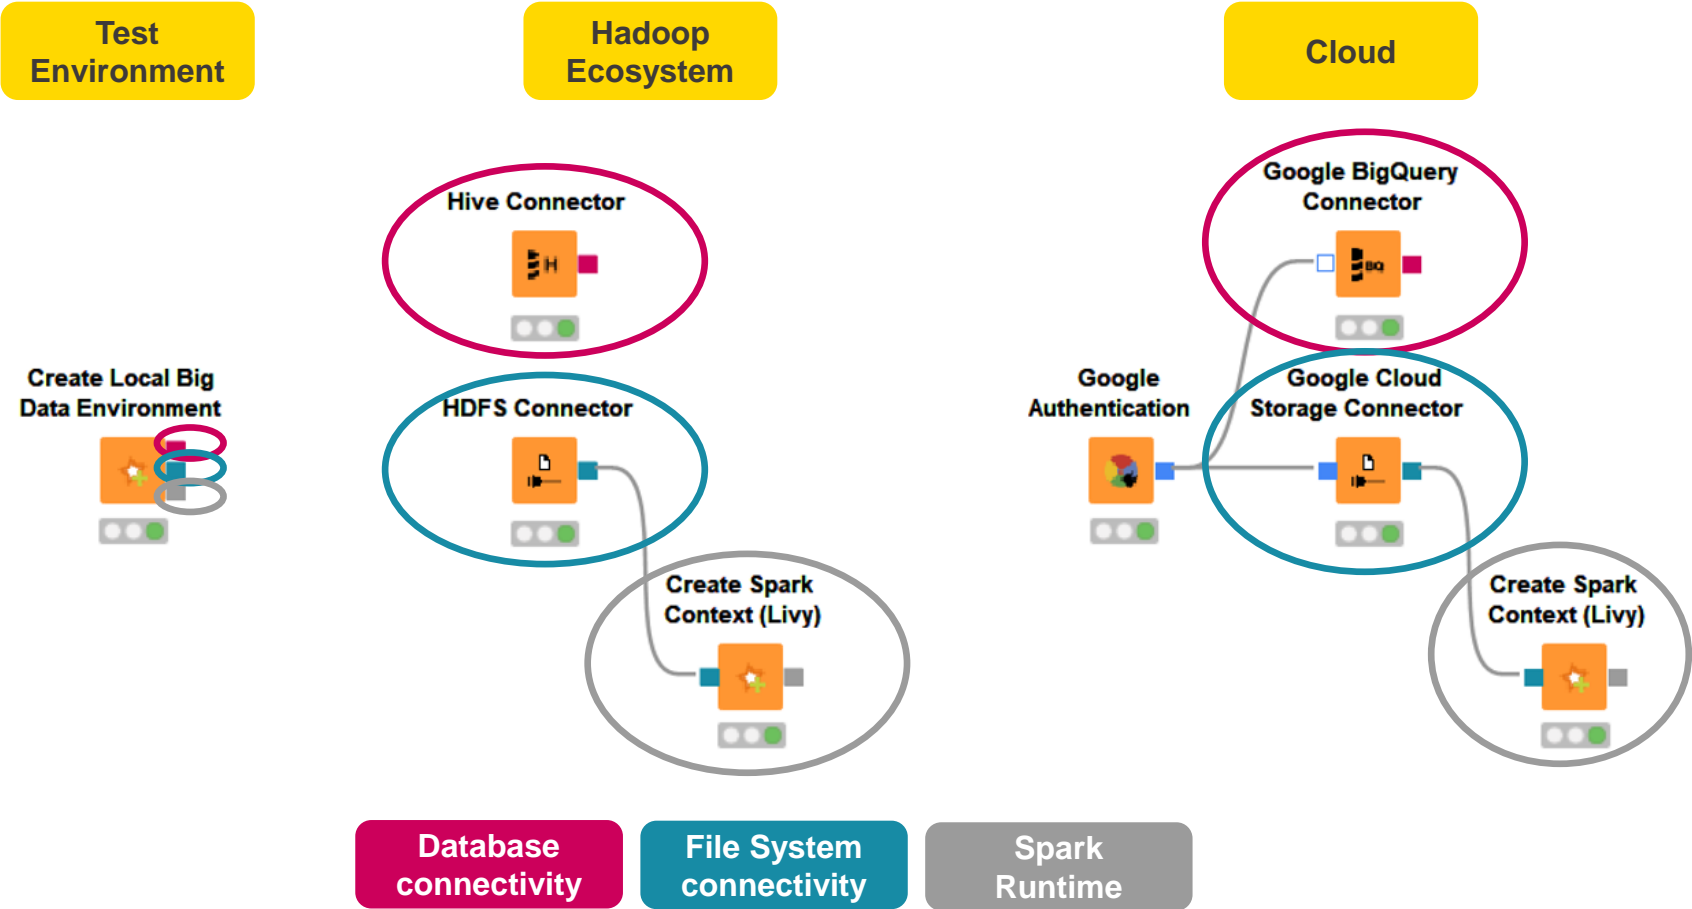 Test
Environment
Hadoop
Ecosystem
Cloud
Hive Connector
H
Google BigQuery
Connector
BQ
Create Local Big
Data Environment
HDFS Connector
Google
Authentication
Google Cloud
Storage Connector
Create Spark
Context (Livy)
Create Spark
Context (Livy)
Database
connectivity
File System
connectivity
Spark
Runtime